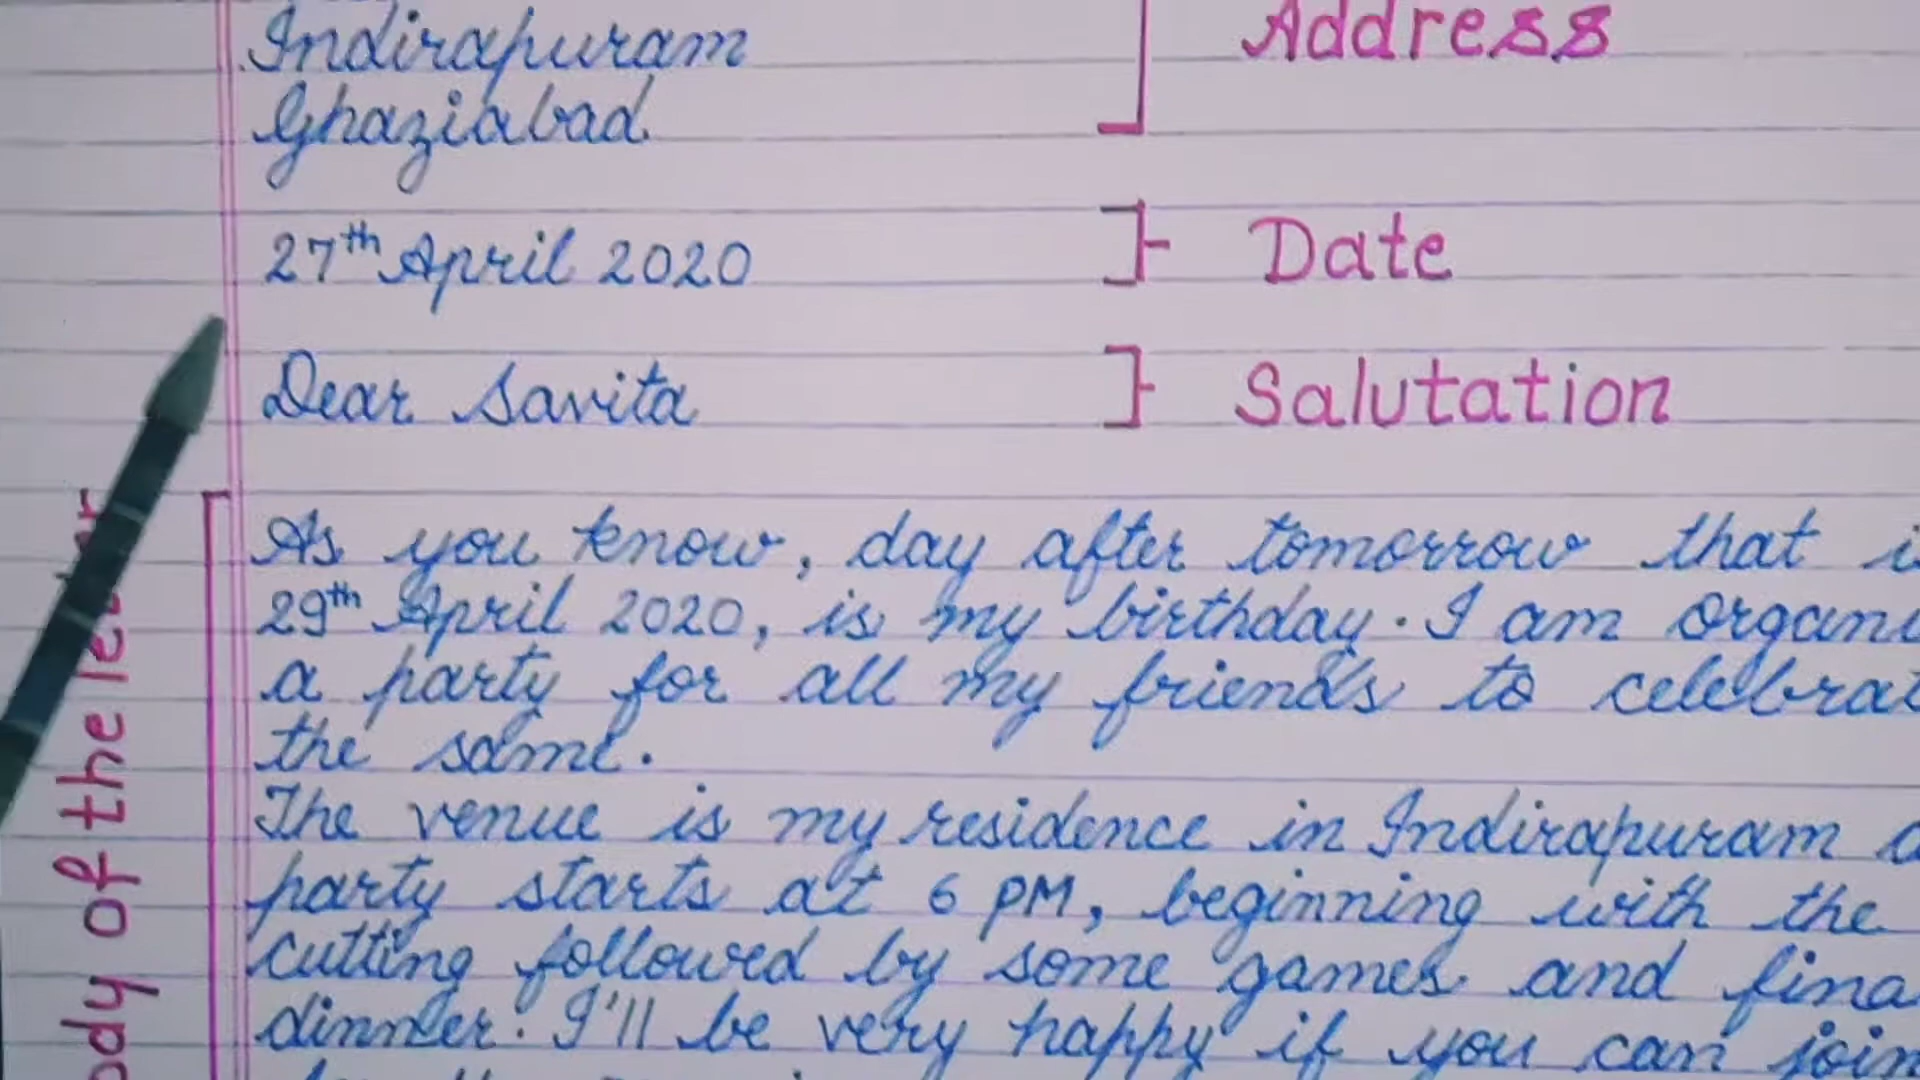 Indirapuram
Address
Ghaziabad
27th April 2020
Date
Dear Savita
Salutation
As you know, day after tomorrow that
29th April 2020, is my birthday. I am
a party for all my friends to
the same.
The venue is my residence in Indirapuram
party starts at 6 PM, beginning with the
cutting followed by some games and
dinner. I'll be very happy if you can join
of the